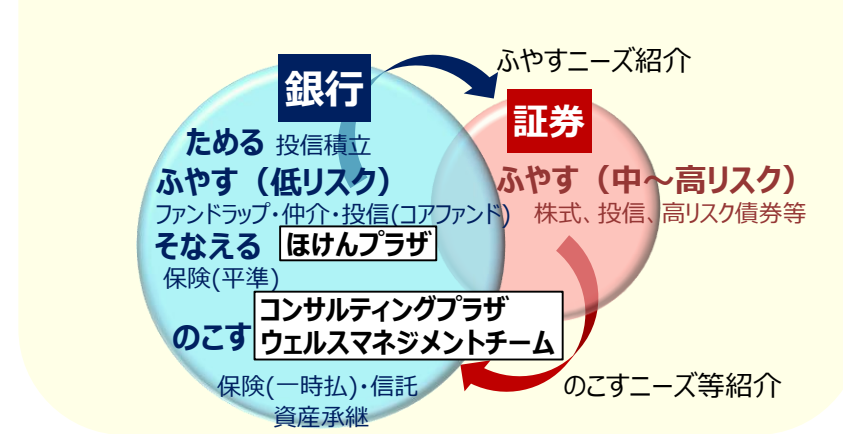 ふやすニーズ紹介
銀行
証券
ためる 投信積立
ふやす（低リスク）
ファンドラップ・仲介・投信(コアファンド)
ふやす（中～高リスク）
株式、投信、高リスク債券等
そなえる ほけんプラザ
保険(平準)
のこす
コンサルティングプラザ
ウェルスマネジメントチーム
保険(一時払)・信託
資産承継
のこすニーズ等紹介